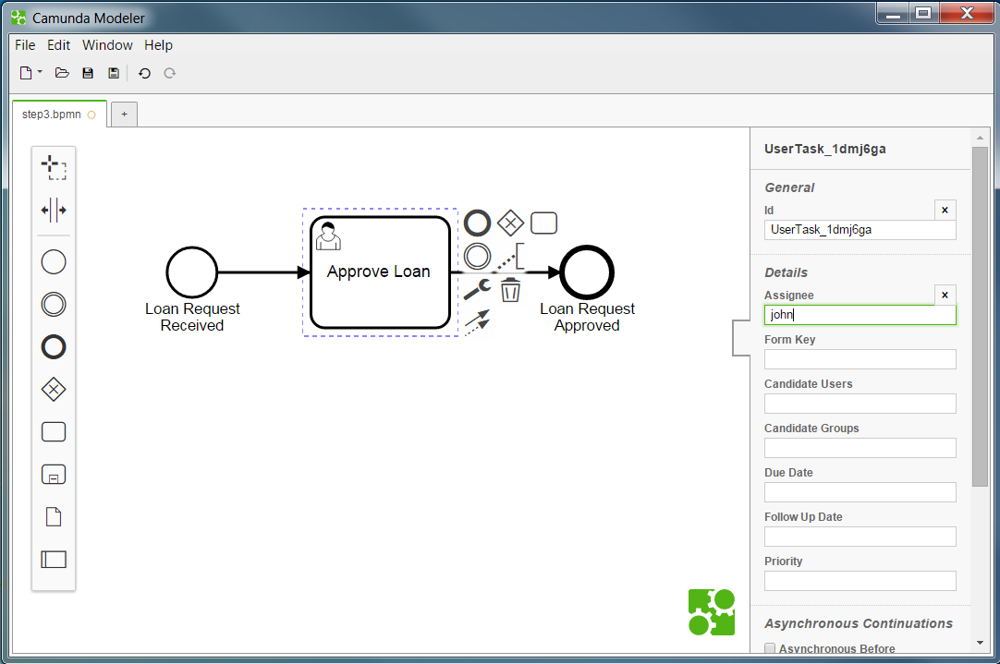 Camunda Modeler
File Edit Window Help
step3.bpmn
+
Loan Request
Received
Approve Loan
Loan Request
Approved
UserTask_1dmj6ga
General
Id
UserTask_1dmj6ga
Details
Assignee
john
Form Key
Candidate Users
Candidate Groups
Due Date
Follow Up Date
Priority
Asynchronous Continuations
Asynchronous Before